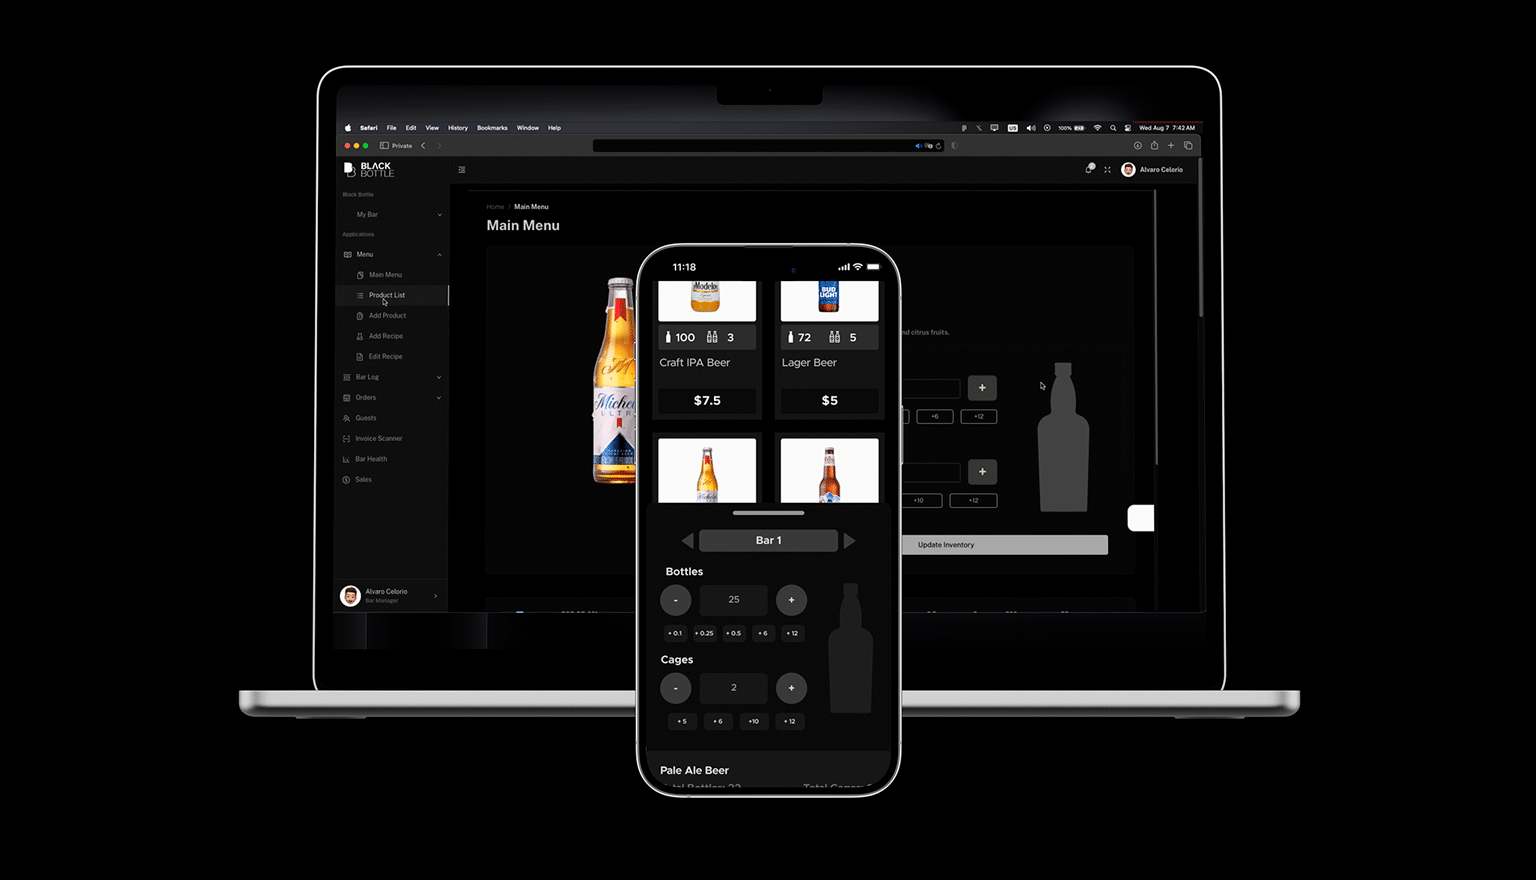 Safari File Edit View History Bookmarks Window Help
US 100% Wed Aug 7 7:42 AM
Private
BLACK
BOTTLE
Alvaro Celorio
Black Bottle
My Bar
Applications
Menu
Main Menu
Product List
Add Product
Add Recipe
Edit Recipe
Bar Log
Orders
Guests
Invoice Scanner
Bar Health
Sales
Alvaro Celorio
Bar Manager
Home / Main Menu
Main Menu
nd citrus fruits.
+
+6 +12
+
+10 +12
Update Inventory
11:18
Modelo
BUD
LIGHT
100 3
72 5
Craft IPA Beer
Lager Beer
$7.5
$5
Bar 1
Bottles
- 25 +
+ 0.1 + 0.25 + 0.5 + 6 + 12
Cages
- 2 +
+ 5 + 6 +10 + 12
Pale Ale Beer